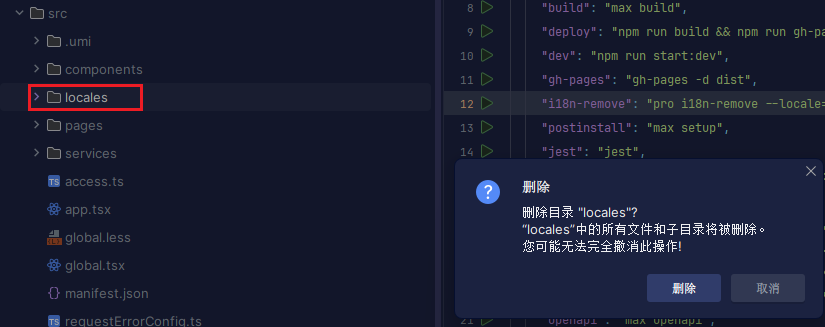 src
.umi
components
locales
pages
services
access.ts
app.tsx
global.less
global.tsx
manifest.json
requestErrorConfig.ts
8 "build": "max build",
9 "deploy": "npm run build && npm run gh-pa
10 "dev": "npm run start:dev",
11 "gh-pages": "gh-pages -d dist",
12 "i18n-remove": "pro i18n-remove --locale=
13 "postinstall": "max setup",
14 "jest": "jest",
删除
删除目录 "locales"?
"locales"中的所有文件和子目录将被删除。
您可能无法完全撤消此操作!
删除
取消
21 "openapi": "max openapi",